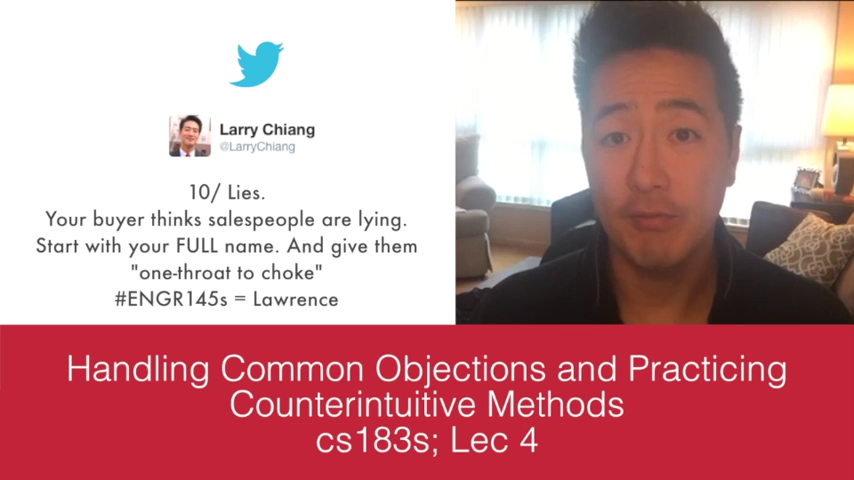 Larry Chiang
@LarryChiang
10/ Lies.
Your buyer thinks salespeople are lying.
Start with your FULL name. And give them
"one-throat to choke"
#ENGR145s = Lawrence
Handling Common Objections and Practicing
Counterintuitive Methods
cs183s; Lec 4